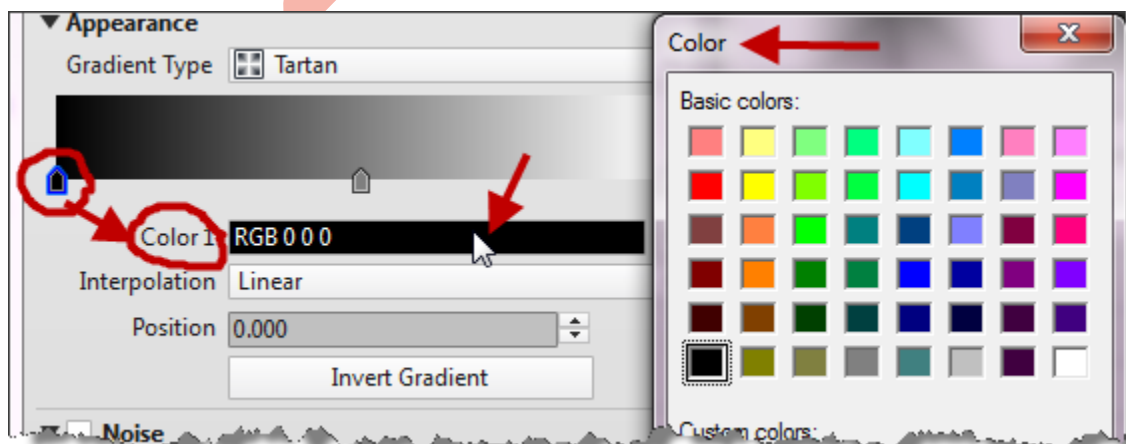 Appearance
Gradient Type Tartan
Color 1 RGB 0 0 0
Interpolation Linear
Position 0.000
Invert Gradient
Noise
Color
Basic colors:
Custom colors: